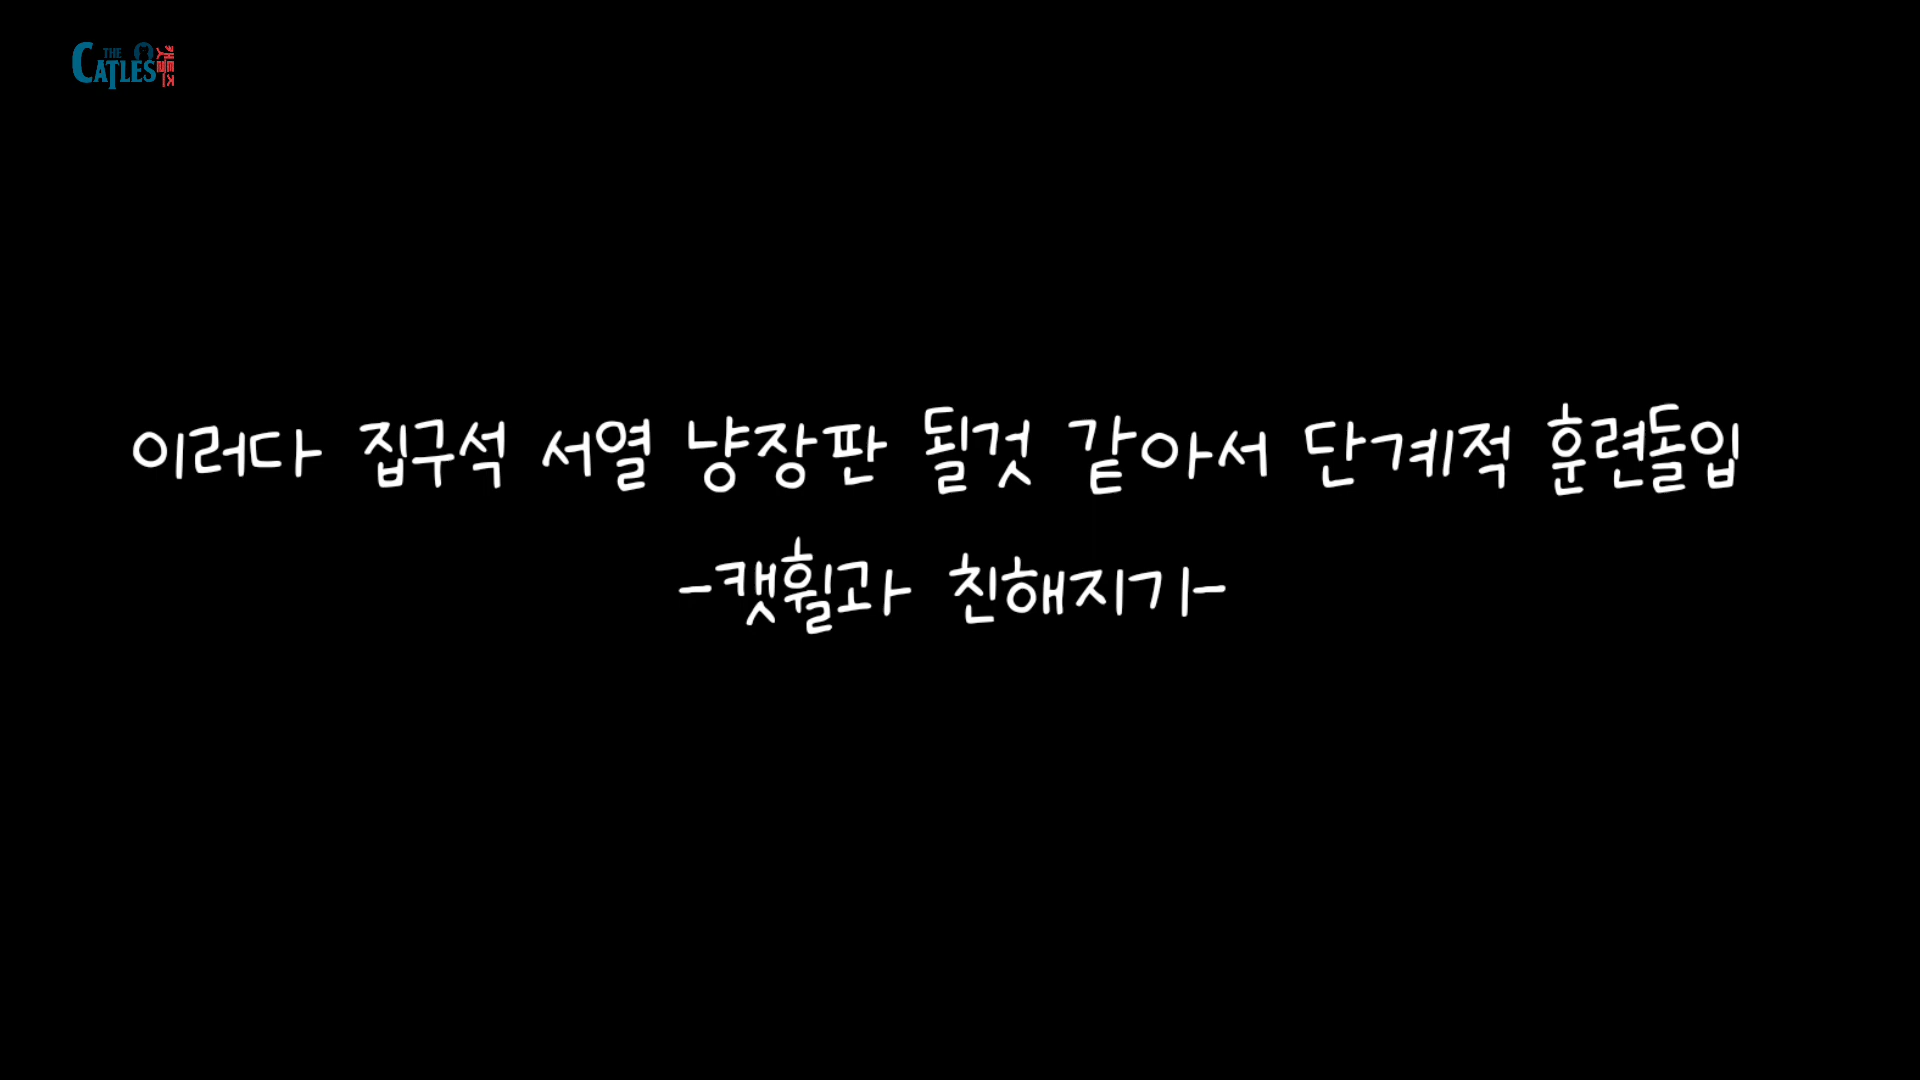 THE
CATLES
캣틀스
이러다 집구석 서열 냥장판 될것 같아서 단계적 훈련돌입
-캣휠과 친해지기-